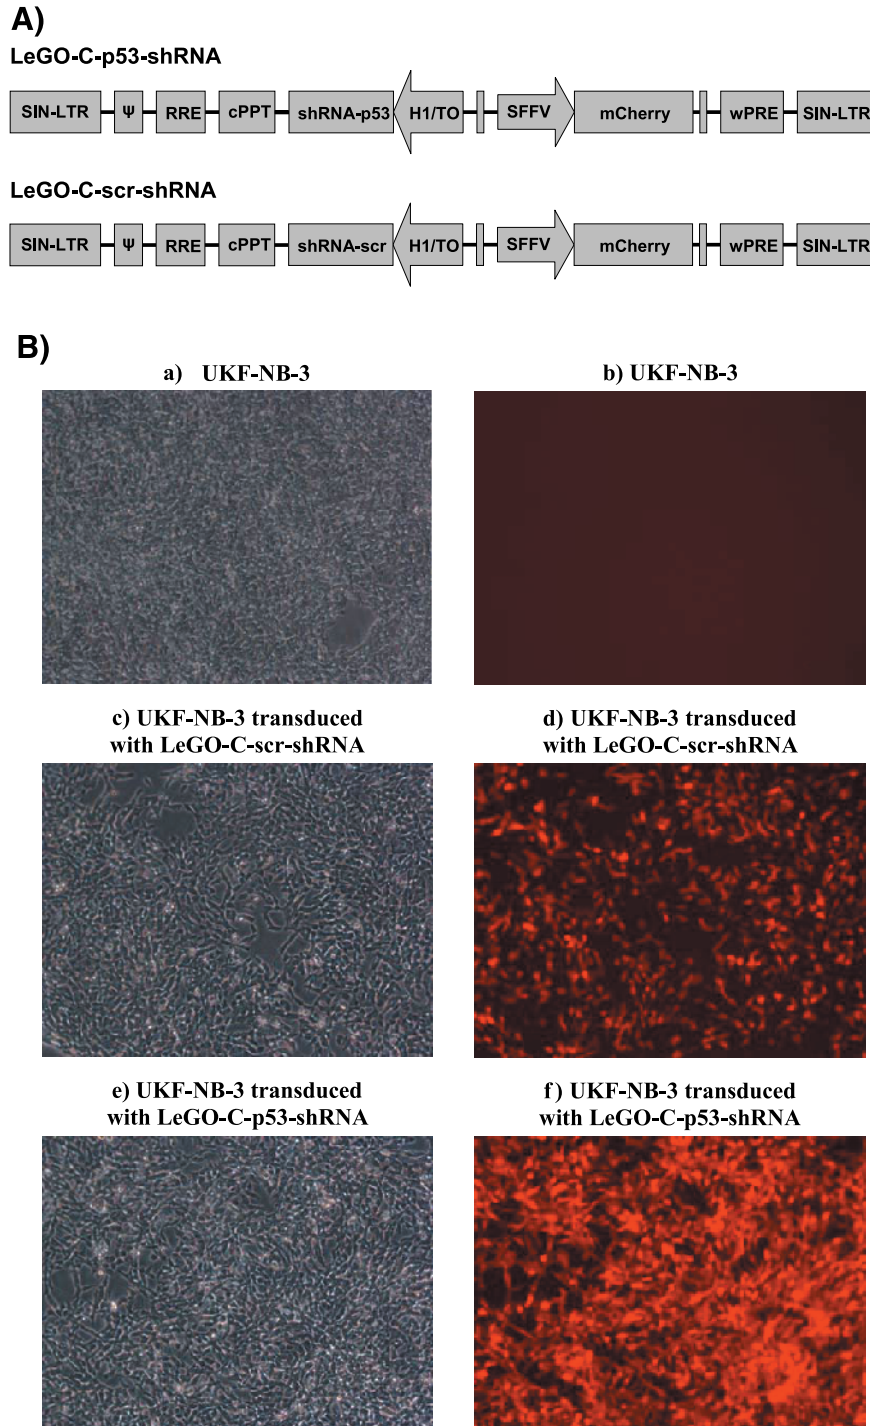 A)
LeGO-C-p53-shRNA
SIN-LTR Ψ RRE cPPT shRNA-p53 H1/TO SFFV mCherry wPRE SIN-LTR
LeGO-C-scr-shRNA
SIN-LTR Ψ RRE cPPT shRNA-scr H1/TO SFFV mCherry wPRE SIN-LTR
B)
a) UKF-NB-3
b) UKF-NB-3
c) UKF-NB-3 transduced
with LeGO-C-scr-shRNA
d) UKF-NB-3 transduced
with LeGO-C-scr-shRNA
e) UKF-NB-3 transduced
with LeGO-C-p53-shRNA
f) UKF-NB-3 transduced
with LeGO-C-p53-shRNA